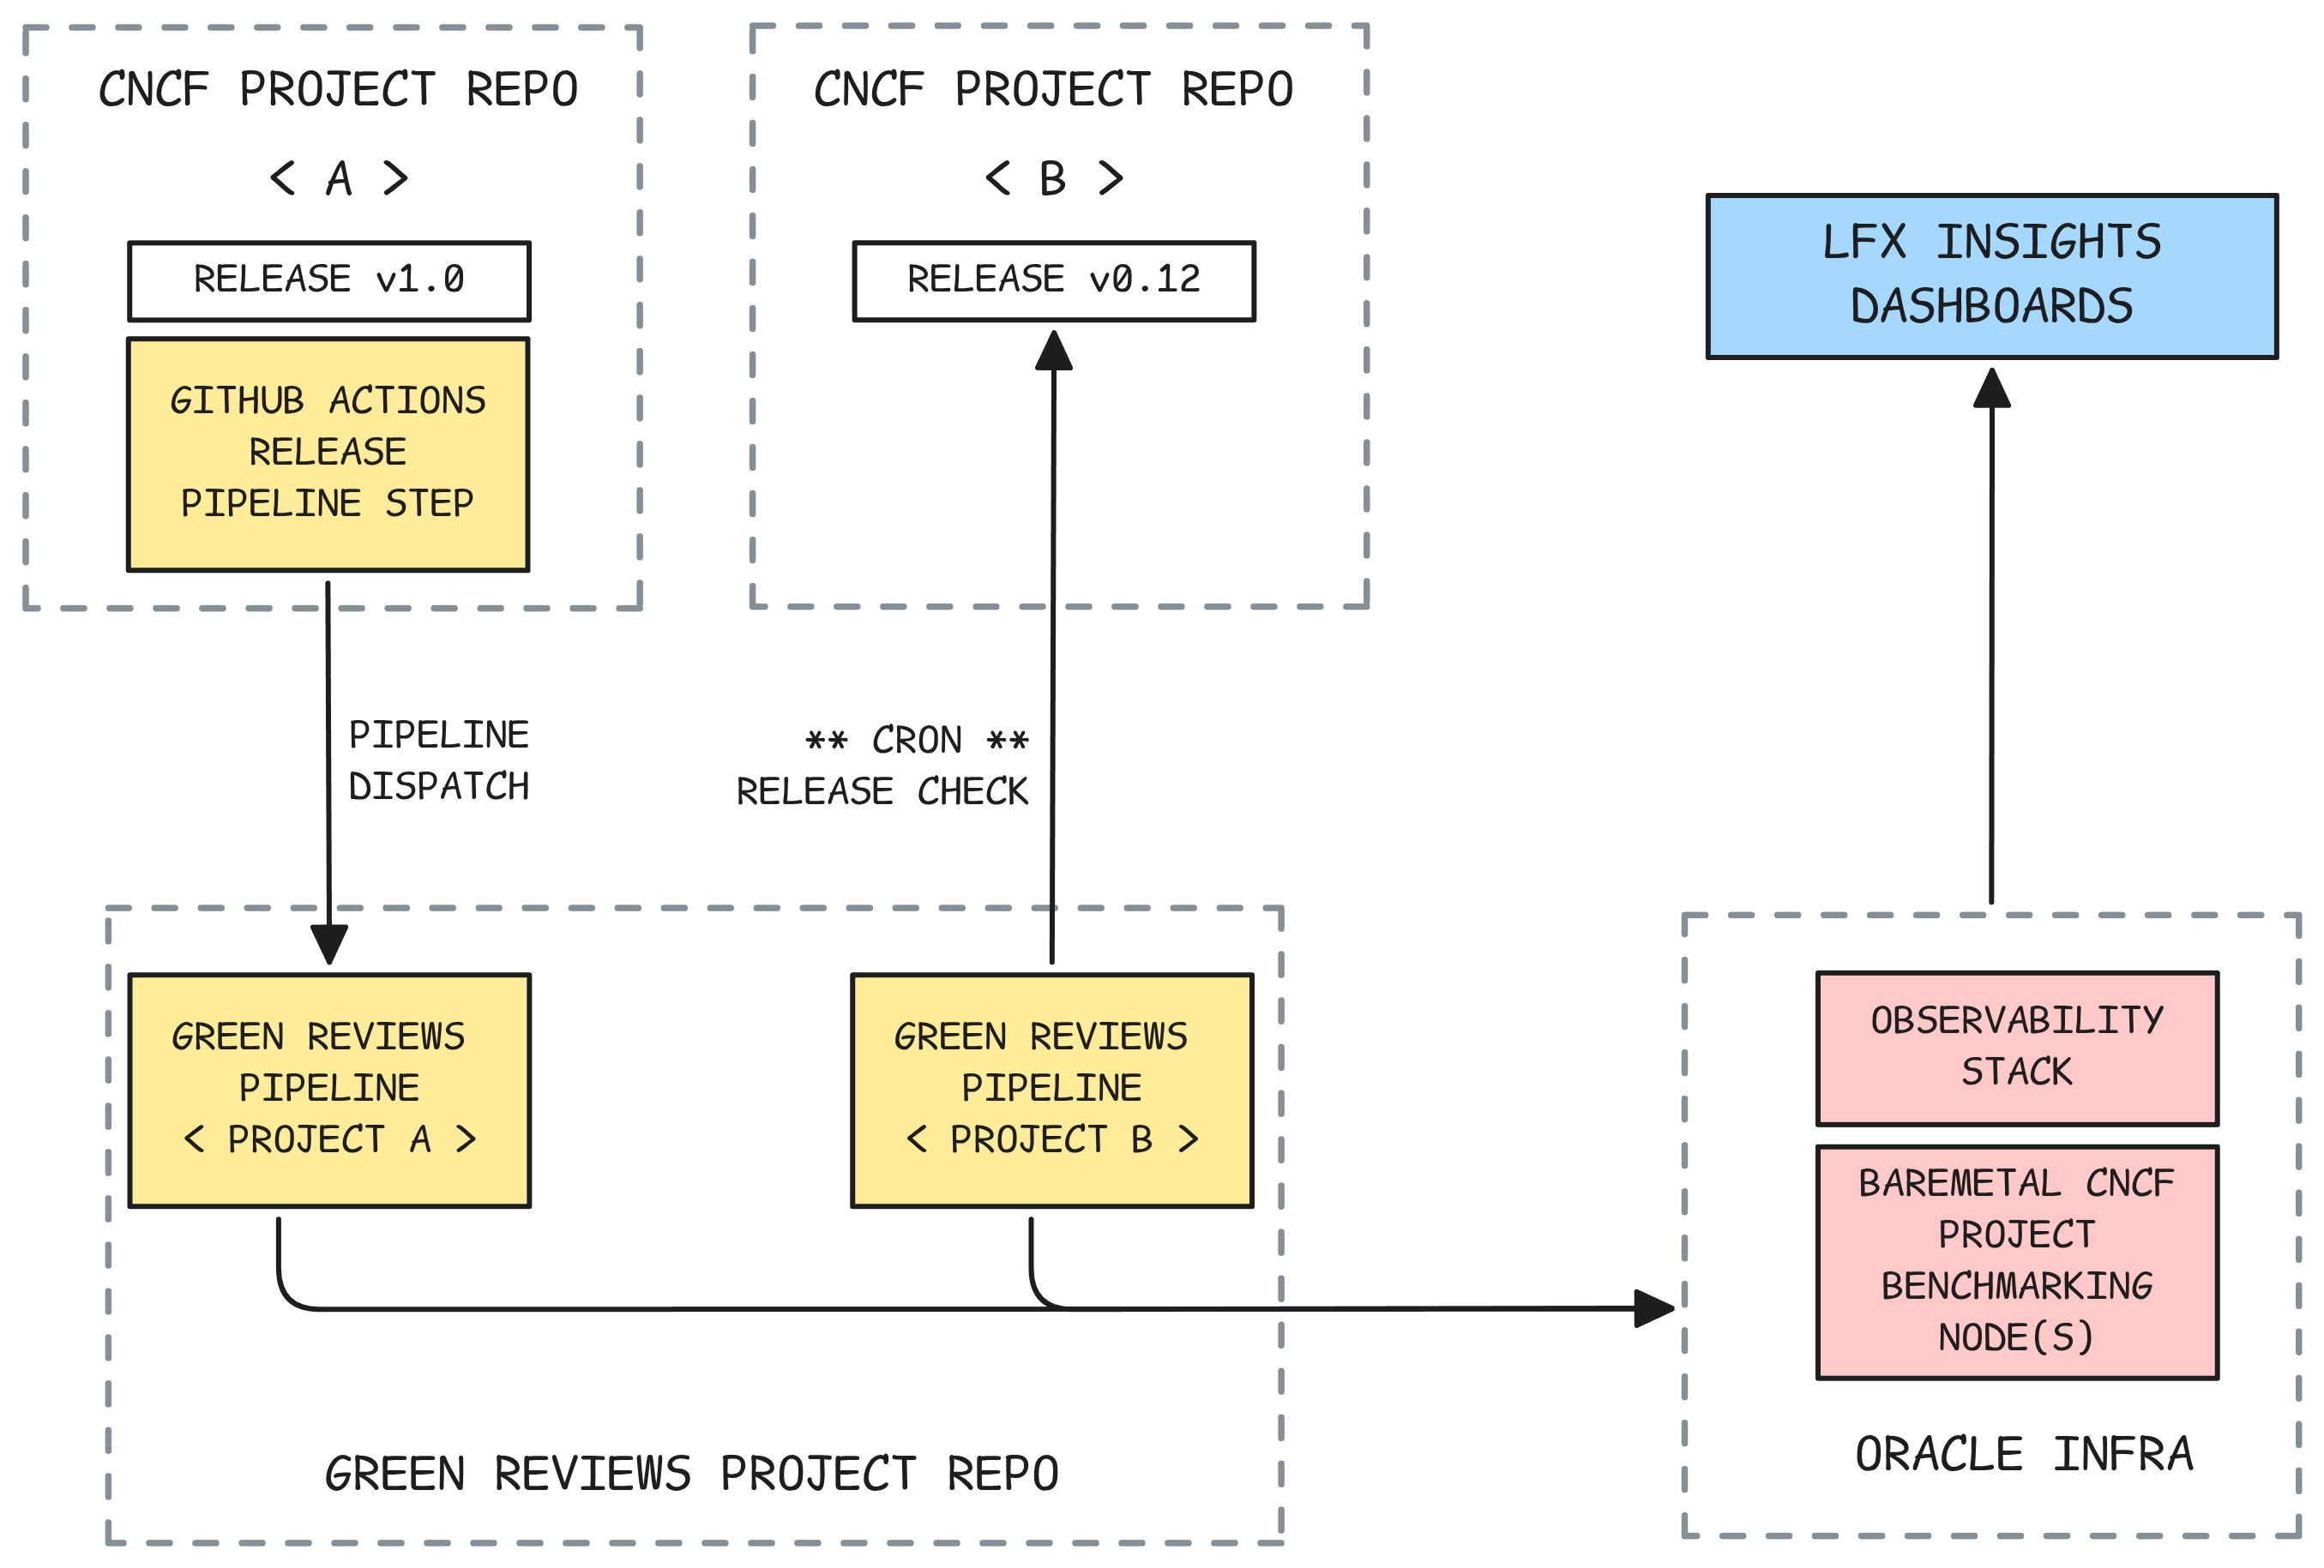 CNCF PROJECT REPO
< A >
RELEASE v1.0
GITHUB ACTIONS
RELEASE
PIPELINE STEP
CNCF PROJECT REPO
< B >
RELEASE v0.12
LFX INSIGHTS
DASHBOARDS
PIPELINE
DISPATCH
** CRON **
RELEASE CHECK
GREEN REVIEWS
PIPELINE
< PROJECT A >
GREEN REVIEWS
PIPELINE
< PROJECT B >
GREEN REVIEWS PROJECT REPO
OBSERVABILITY
STACK
BAREMETAL CNCF
PROJECT
BENCHMARKING
NODE(S)
ORACLE INFRA